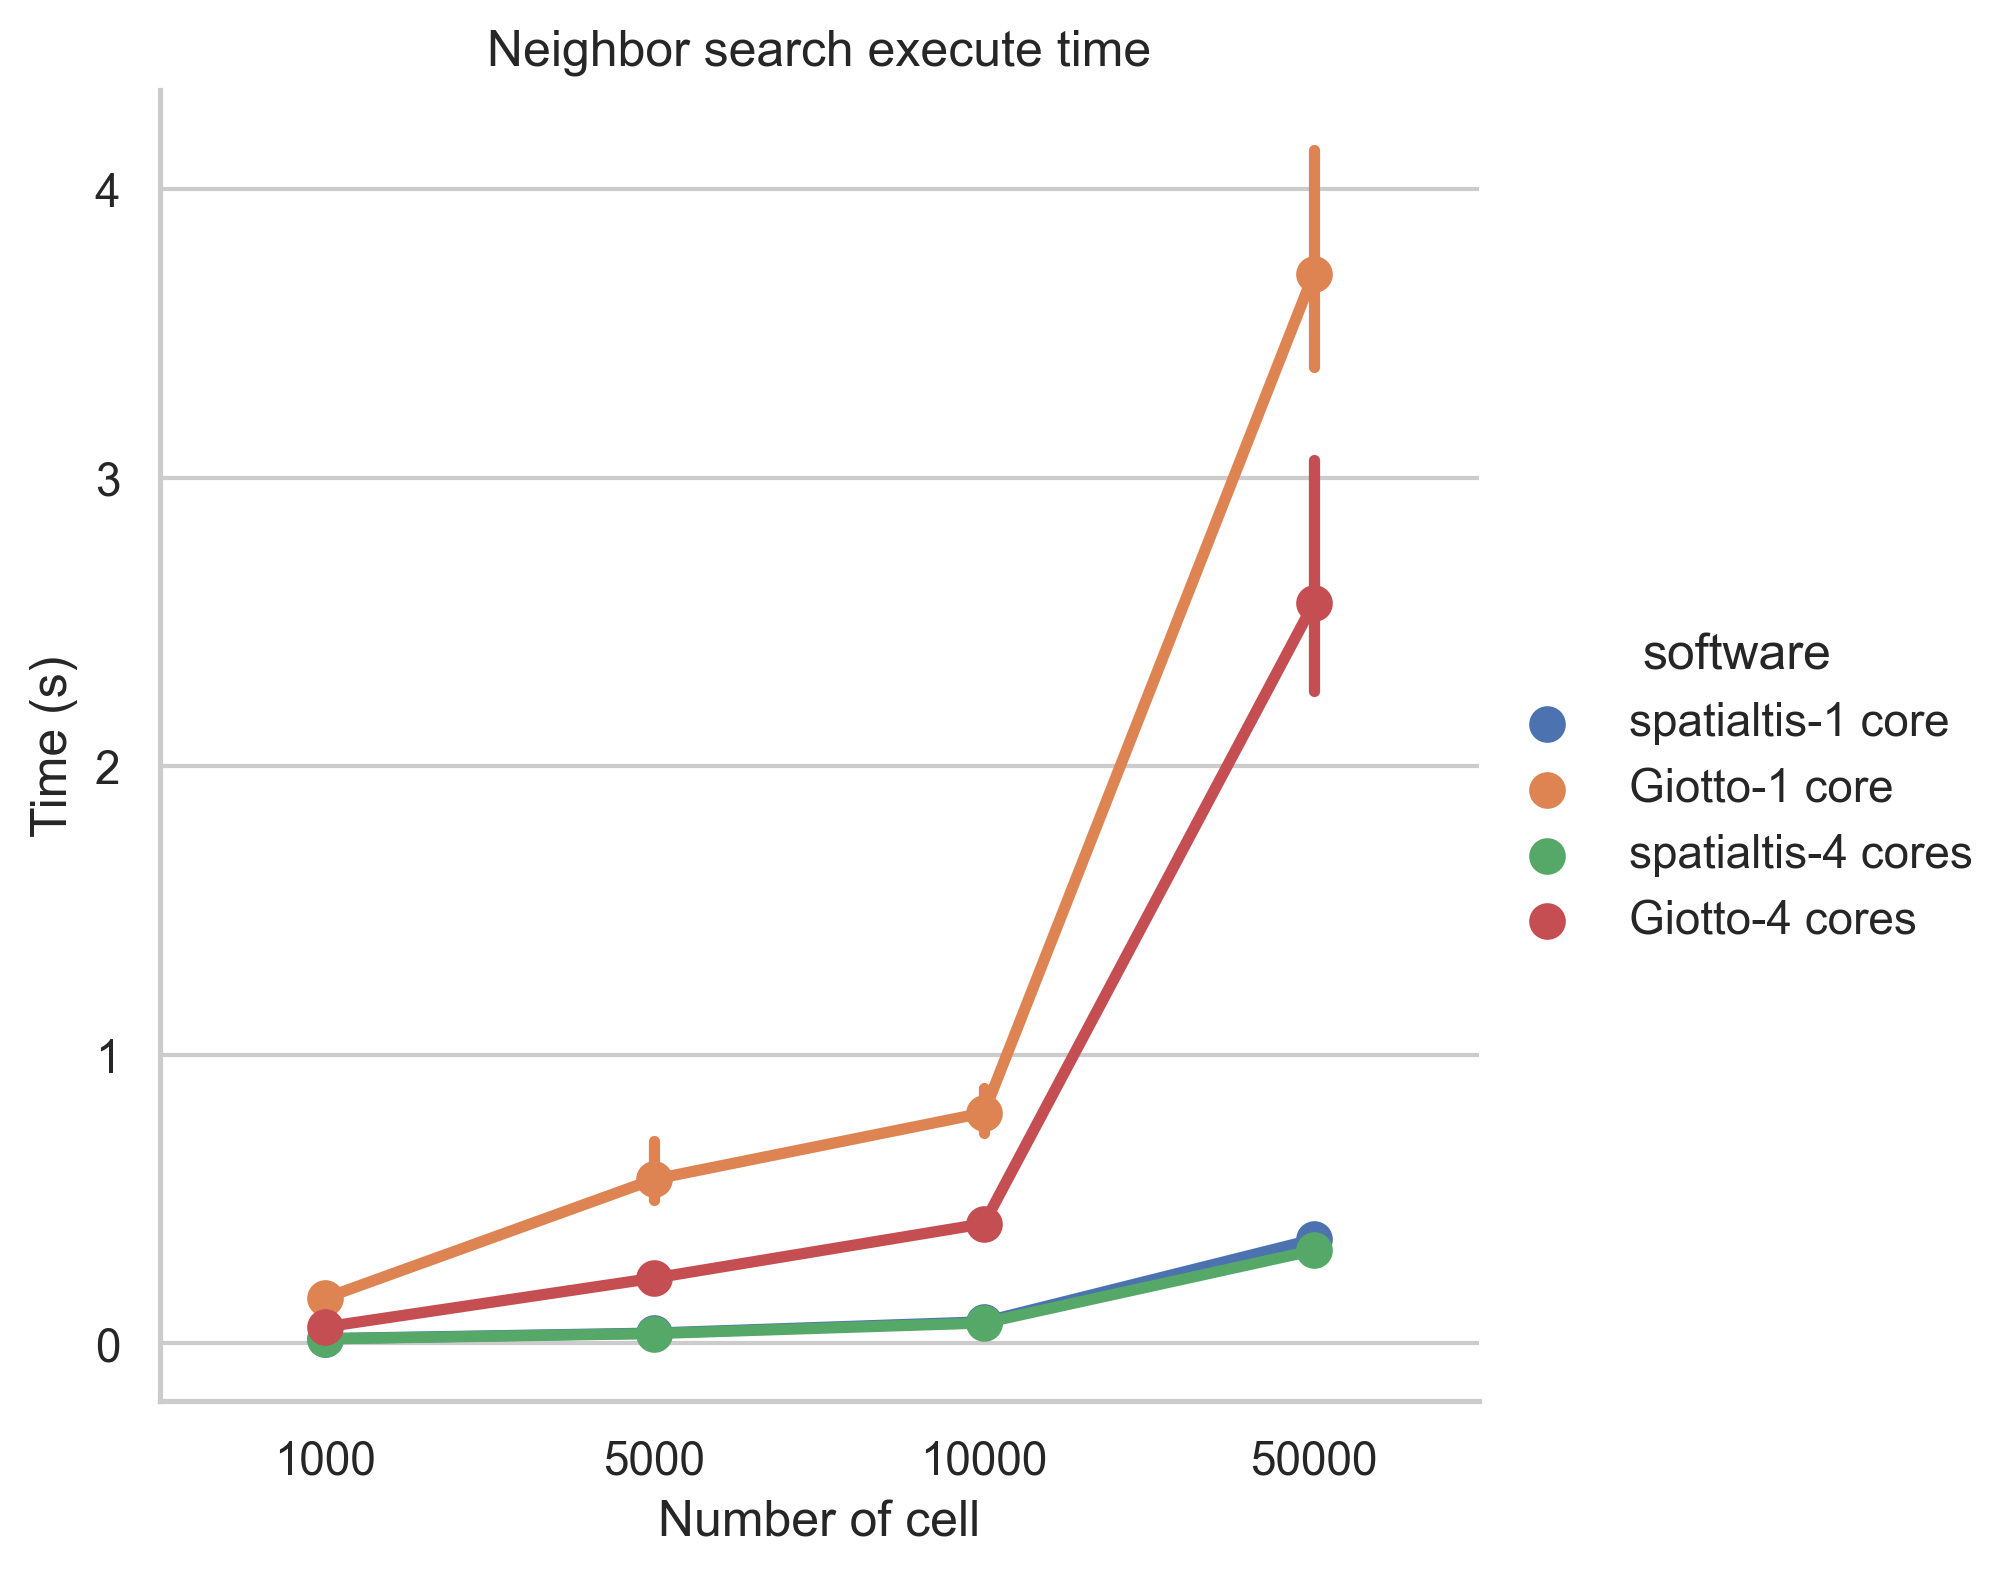 Neighbor search execute time
4
3
2
1
0
Time (s)
1000 5000 10000 50000
Number of cell
software
spatialtis-1 core
Giotto-1 core
spatialtis-4 cores
Giotto-4 cores